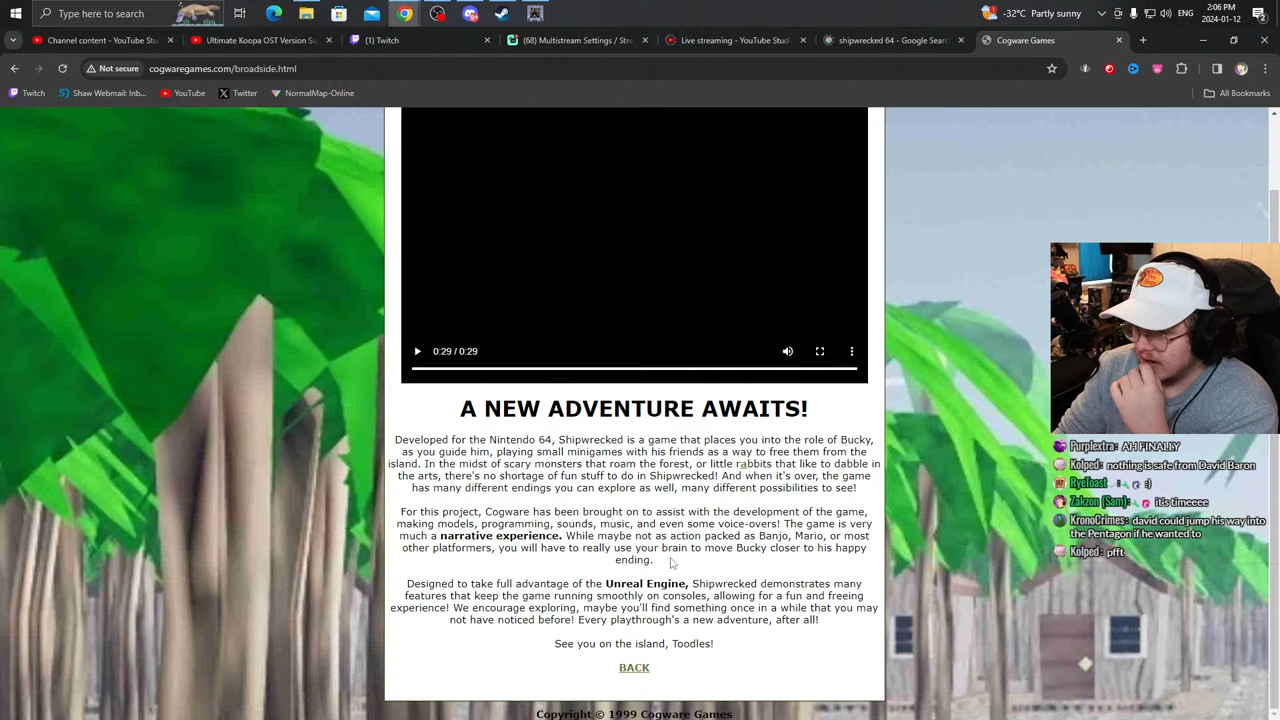 Type here to search
-32°C Partly sunny
ENG
2:06 PM
2024-01-12
Channel content - YouTube Stu
Ultimate Koopa OST Version Su
(1) Twitch
(68) Multistream Settings / Stre
Live streaming - YouTube Studi
shipwrecked 64 - Google Searc
Cogware Games
Not secure
cogwaregames.com/broadside.html
Twitch
Shaw Webmail: Inb...
YouTube
Twitter
NormalMap-Online
All Bookmarks
0:29 / 0:29
A NEW ADVENTURE AWAITS!
Developed for the Nintendo 64, Shipwrecked is a game that places you into the role of Bucky,
as you guide him, playing small minigames with his friends as a way to free them from the
island. In the midst of scary monsters that roam the forest, or little rabbits that like to dabble in
the arts, there's no shortage of fun stuff to do in Shipwrecked! And when it's over, the game
has many different endings you can explore as well, many different possibilities to see!
For this project, Cogware has been brought on to assist with the development of the game,
making models, programming, sounds, music, and even some voice-overs! The game is very
much a narrative experience. While maybe not as action packed as Banjo, Mario, or most
other platformers, you will have to really use your brain to move Bucky closer to his happy
ending.
Designed to take full advantage of the Unreal Engine, Shipwrecked demonstrates many
features that keep the game running smoothly on consoles, allowing for a fun and freeing
experience! We encourage exploring, maybe you'll find something once in a while that you may
not have noticed before! Every playthrough's a new adventure, after all!
See you on the island, Toodles!
BACK
Copyright © 1999 Cogware Games
Purplextra: AH FINALLY
Kolped: nothing is safe from David Baron
RyeToast : :)
Zakzon (Sam): it's timeeee
KronoCrimes: david could jump his way into
the Pentagon if he wanted to
Kolped: pfft